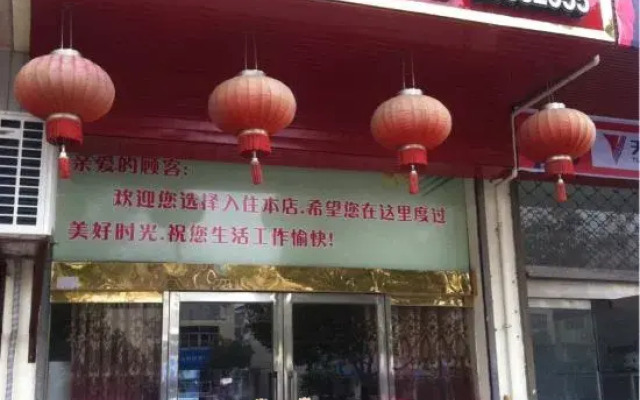 亲爱的顾客:
欢迎您选择入住本店.希望您在这里度过
美好时光.祝您生活工作愉快!